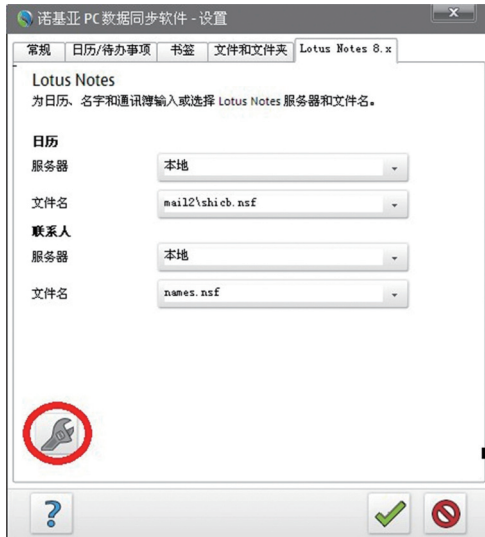 诺基亚 PC 数据同步软件 - 设置
常规 日历/待办事项 书签 文件和文件夹 Lotus Notes 8.x
Lotus Notes
为日历、名字和通讯簿输入或选择 Lotus Notes 服务器和文件名。
日历
服务器 本地
文件名 mail2\shicb.nsf
联系人
服务器 本地
文件名 names.nsf